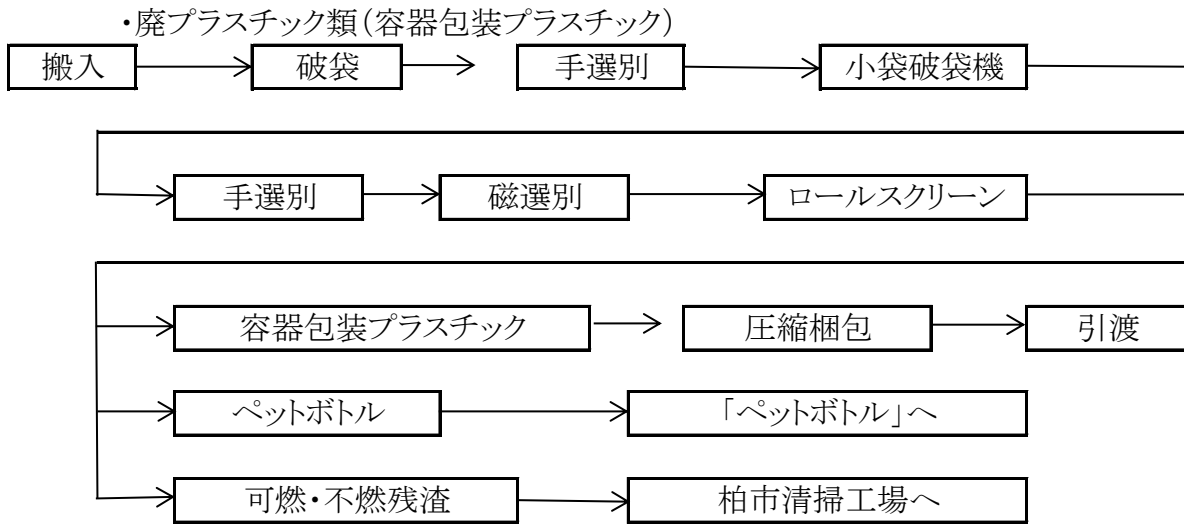 ・廃プラスチック類(容器包装プラスチック)
搬入 破袋 手選別 小袋破袋機
手選別 磁選別 ロールスクリーン
容器包装プラスチック 圧縮梱包 引渡
ペットボトル 「ペットボトル」へ
可燃・不燃残渣 柏市清掃工場へ